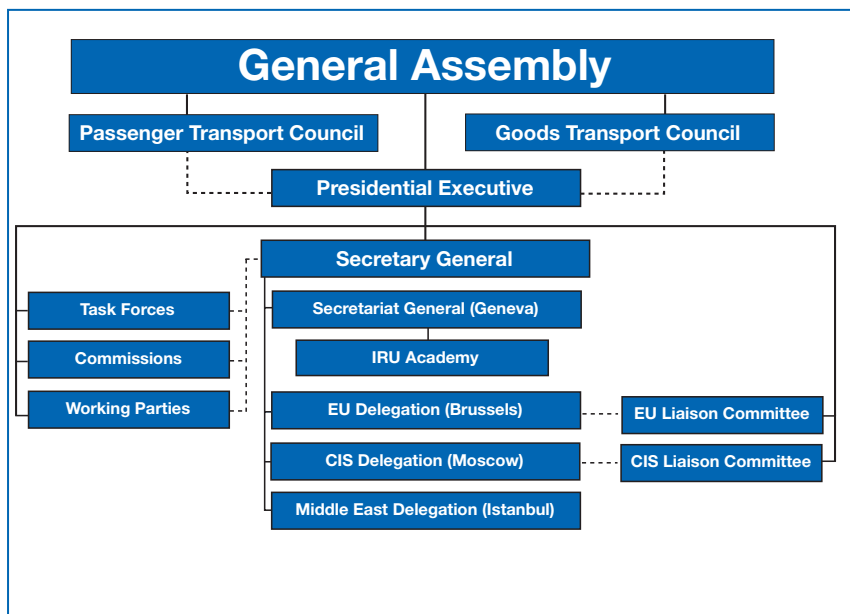 General Assembly
Passenger Transport Council
Goods Transport Council
Presidential Executive
Secretary General
Task Forces
Secretariat General (Geneva)
Commissions
IRU Academy
Working Parties
EU Delegation (Brussels)
EU Liaison Committee
CIS Delegation (Moscow)
CIS Liaison Committee
Middle East Delegation (Istanbul)